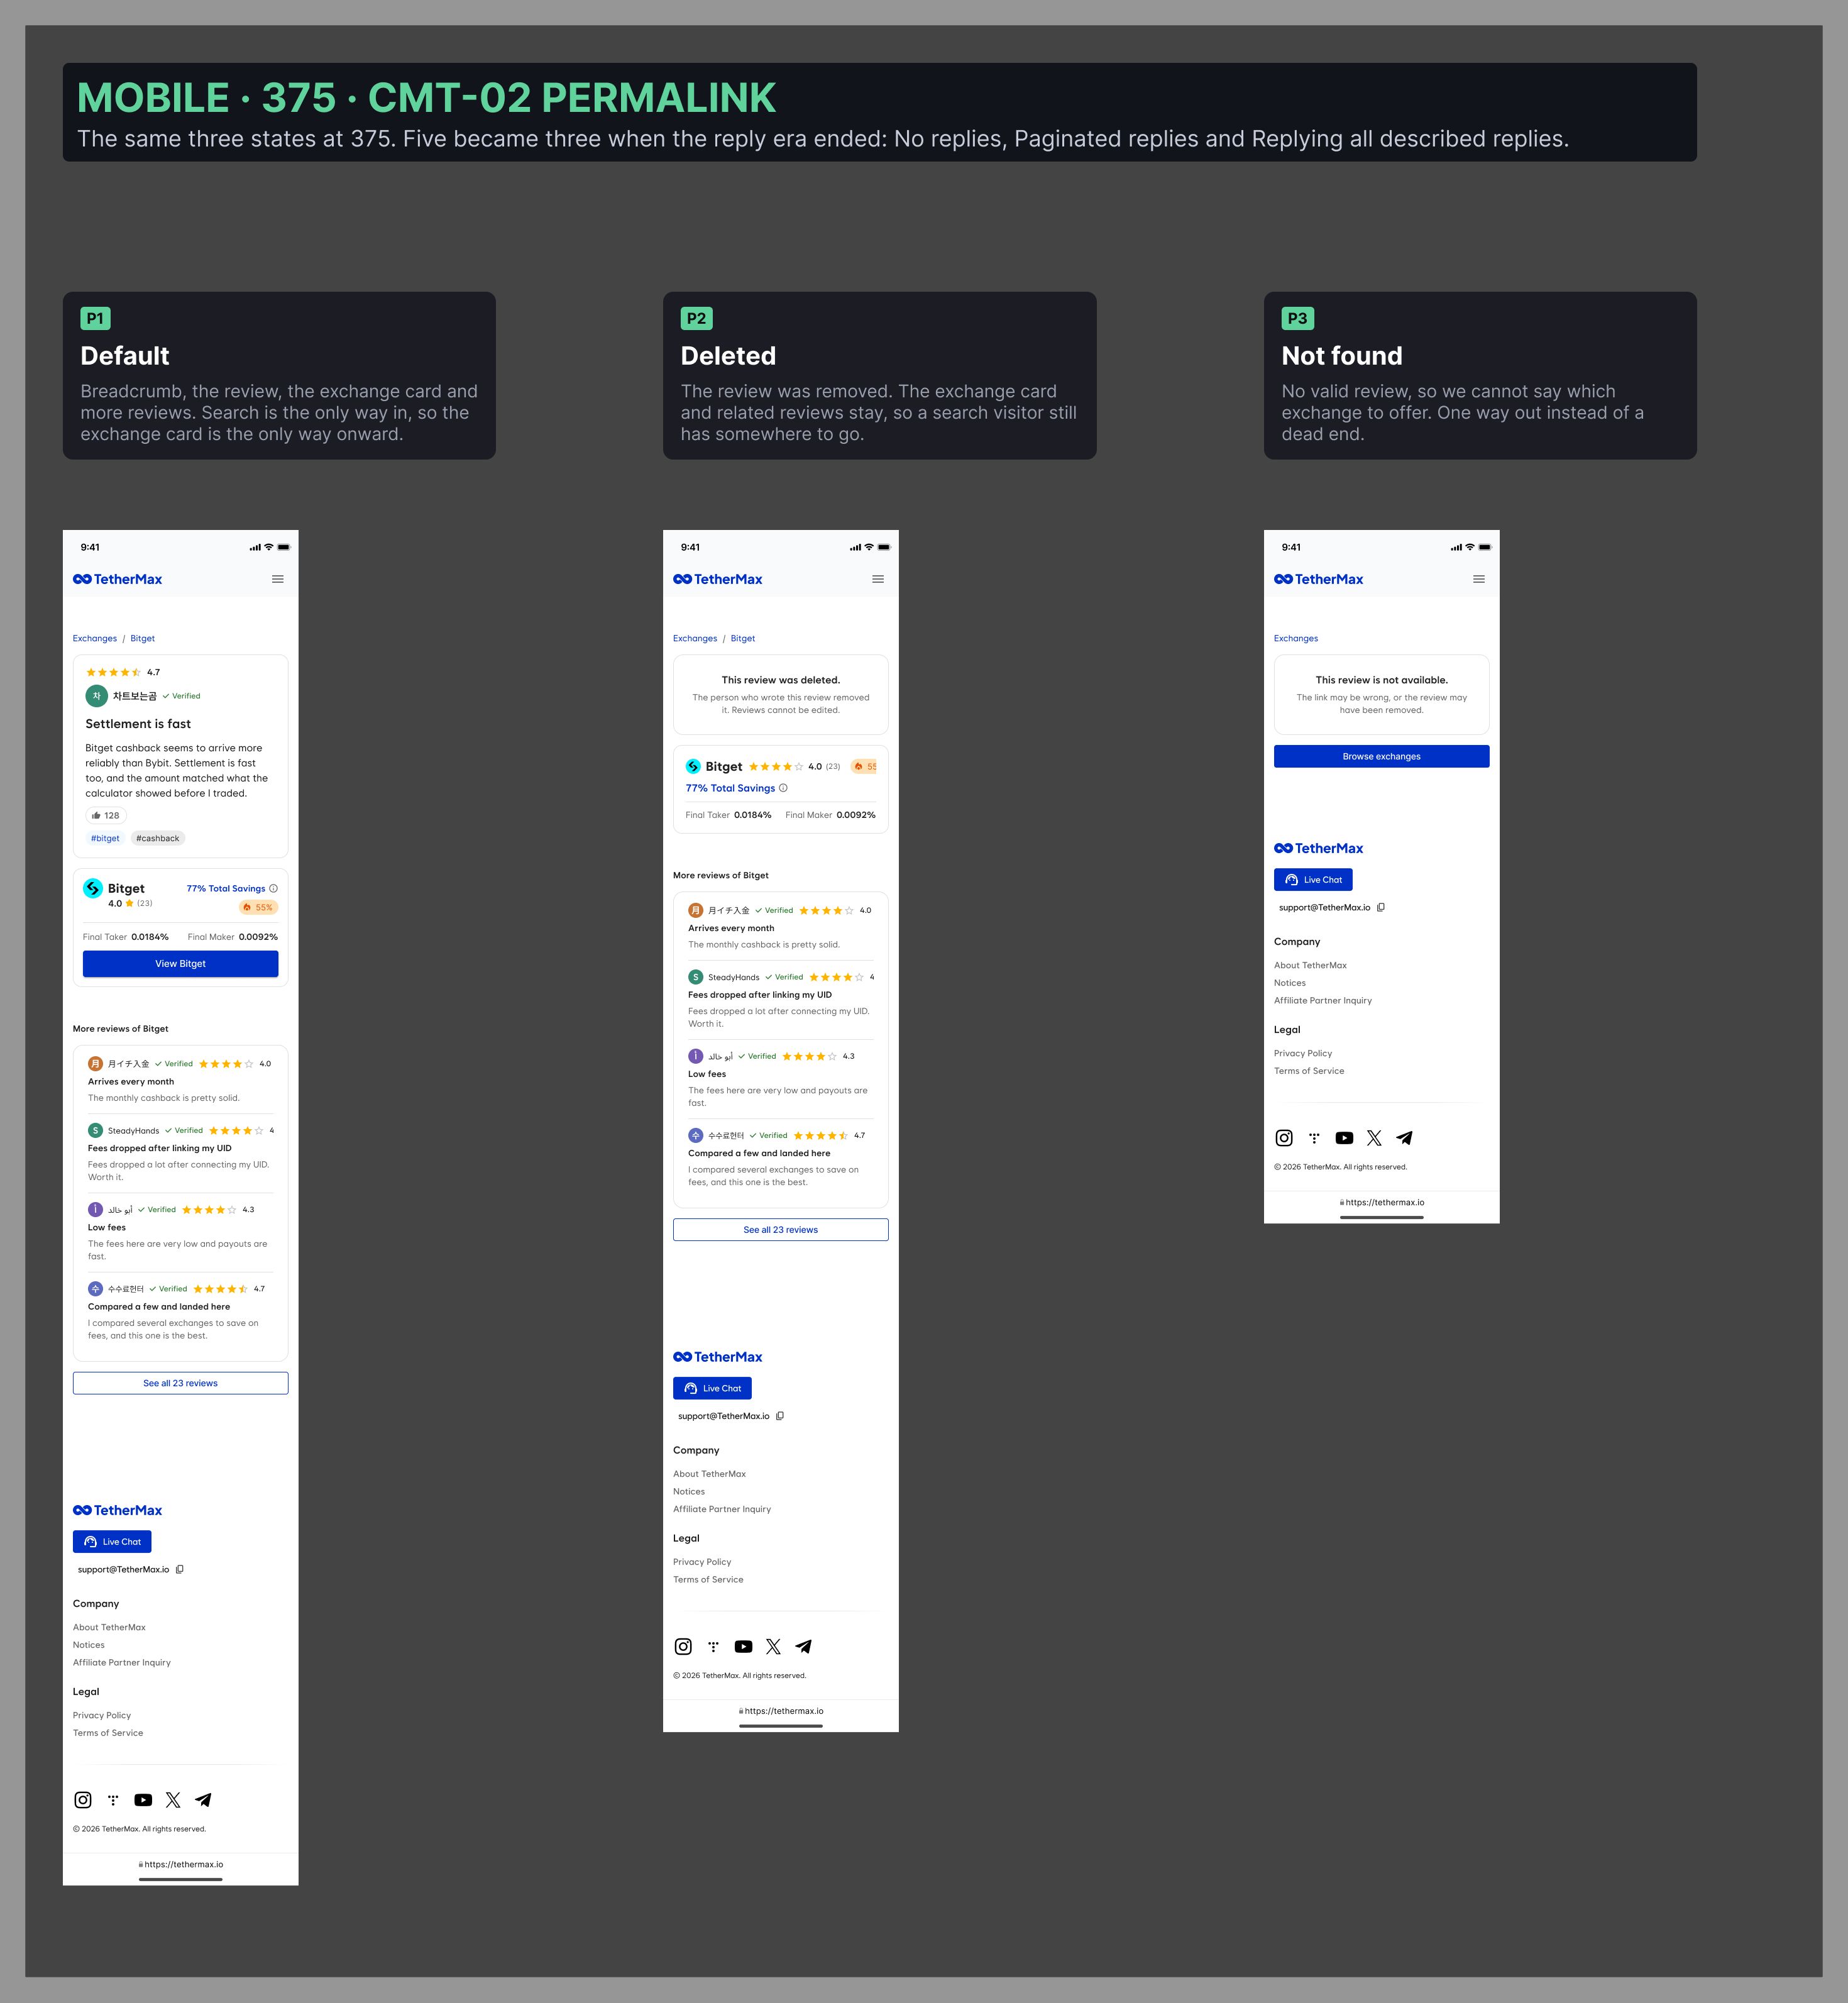 MOBILE · 375 · CMT-02 PERMALINK
The same three states at 375. Five became three when the reply era ended: No replies, Paginated replies and Replying all described replies.
P1
Default
Breadcrumb, the review, the exchange card and
more reviews. Search is the only way in, so the
exchange card is the only way onward.
P2
Deleted
The review was removed. The exchange card
and related reviews stay, so a search visitor still
has somewhere to go.
P3
Not found
No valid review, so we cannot say which
exchange to offer. One way out instead of a
dead end.
9:41
TetherMax
Exchanges / Bitget
4.7
차 차트보는곰 Verified
Settlement is fast
Bitget cashback seems to arrive more
reliably than Bybit. Settlement is fast
too, and the amount matched what the
calculator showed before I traded.
128
#bitget #cashback
Bitget 77% Total Savings
4.0 (23) 55%
Final Taker 0.0184% Final Maker 0.0092%
View Bitget
More reviews of Bitget
月 月イチ入金 Verified 4.0
Arrives every month
The monthly cashback is pretty solid.
S SteadyHands Verified 4
Fees dropped after linking my UID
Fees dropped a lot after connecting my UID.
Worth it.
أبو خالد Verified 4.3
Low fees
The fees here are very low and payouts are
fast.
수 수수료헌터 Verified 4.7
Compared a few and landed here
I compared several exchanges to save on
fees, and this one is the best.
See all 23 reviews
TetherMax
Live Chat
support@TetherMax.io
Company
About TetherMax
Notices
Affiliate Partner Inquiry
Legal
Privacy Policy
Terms of Service
© 2026 TetherMax. All rights reserved.
https://tethermax.io
9:41
TetherMax
Exchanges / Bitget
This review was deleted.
The person who wrote this review removed
it. Reviews cannot be edited.
Bitget 4.0 (23) 55
77% Total Savings
Final Taker 0.0184% Final Maker 0.0092%
More reviews of Bitget
月 月イチ入金 Verified 4.0
Arrives every month
The monthly cashback is pretty solid.
S SteadyHands Verified 4
Fees dropped after linking my UID
Fees dropped a lot after connecting my UID.
Worth it.
أبو خالد Verified 4.3
Low fees
The fees here are very low and payouts are
fast.
수 수수료헌터 Verified 4.7
Compared a few and landed here
I compared several exchanges to save on
fees, and this one is the best.
See all 23 reviews
TetherMax
Live Chat
support@TetherMax.io
Company
About TetherMax
Notices
Affiliate Partner Inquiry
Legal
Privacy Policy
Terms of Service
© 2026 TetherMax. All rights reserved.
https://tethermax.io
9:41
TetherMax
Exchanges
This review is not available.
The link may be wrong, or the review may
have been removed.
Browse exchanges
TetherMax
Live Chat
support@TetherMax.io
Company
About TetherMax
Notices
Affiliate Partner Inquiry
Legal
Privacy Policy
Terms of Service
© 2026 TetherMax. All rights reserved.
https://tethermax.io